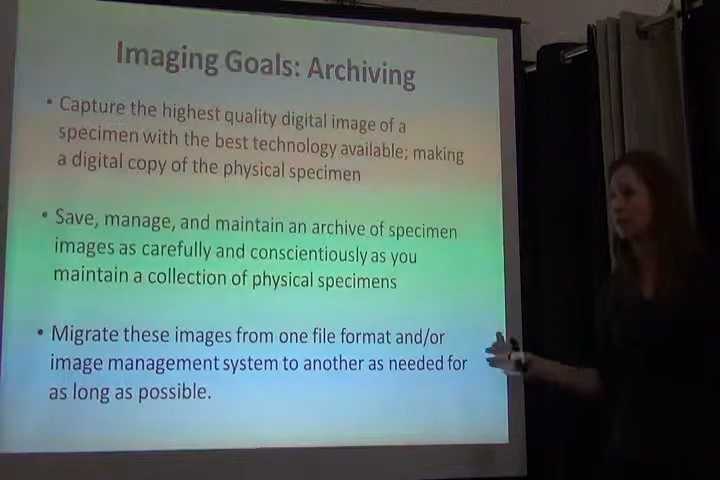 Imaging Goals: Archiving
• Capture the highest quality digital image of a
specimen with the best technology available; making
a digital copy of the physical specimen
• Save, manage, and maintain an archive of specimen
images as carefully and conscientiously as you
maintain a collection of physical specimens
• Migrate these images from one file format and/or
image management system to another as needed for
as long as possible.